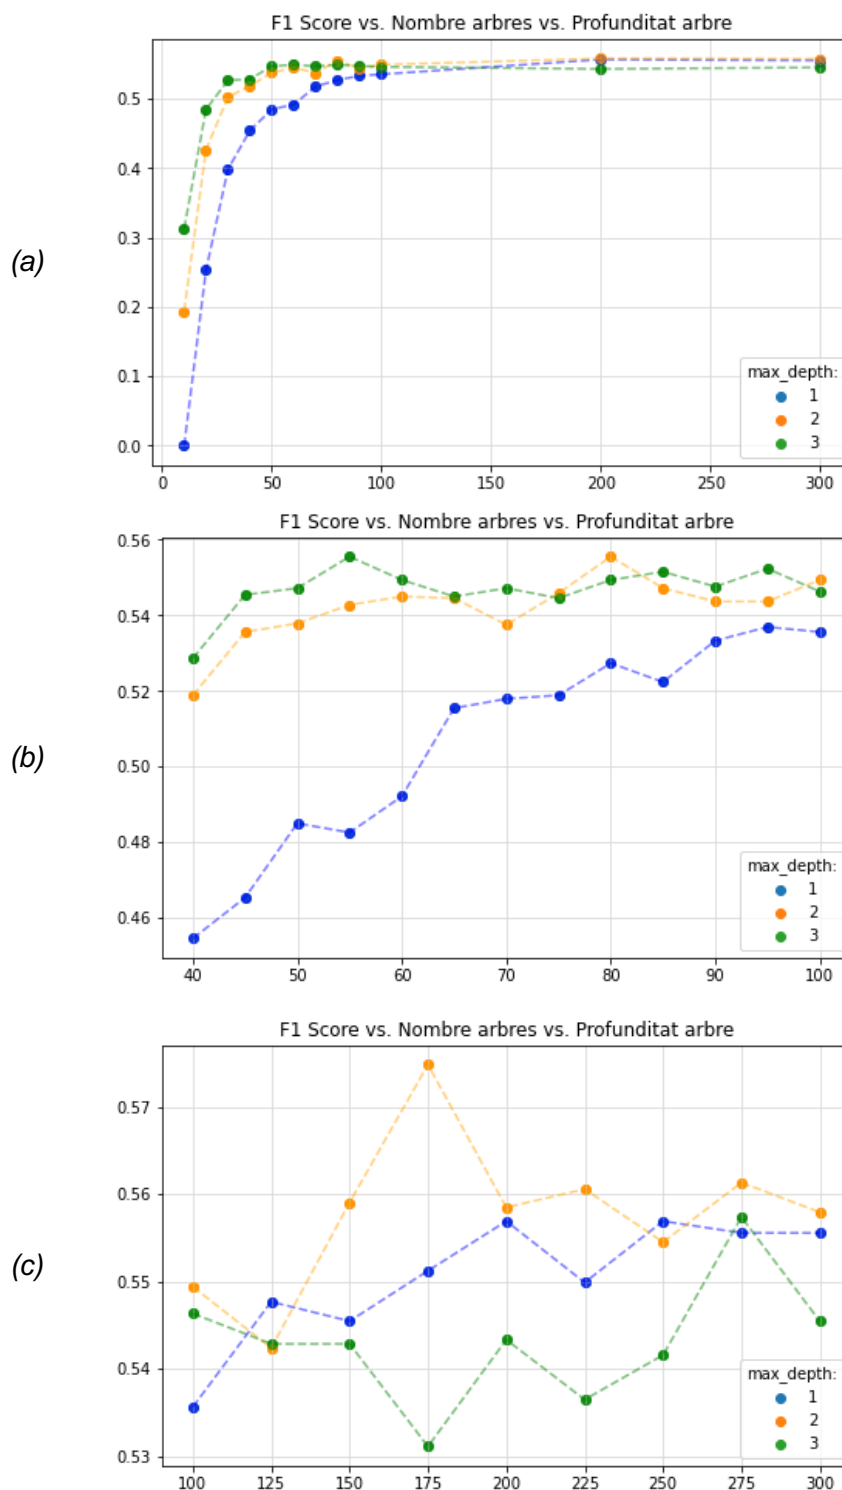 F1 Score vs. Nombre arbres vs. Profunditat arbre
0.5
0.4
0.3
0.2
0.1
0.0
(a)
max_depth:
1
2
3
0 50 100 150 200 250 300
F1 Score vs. Nombre arbres vs. Profunditat arbre
0.56
0.54
0.52
0.50
0.48
0.46
(b)
max_depth:
1
2
3
40 50 60 70 80 90 100
F1 Score vs. Nombre arbres vs. Profunditat arbre
0.57
0.56
0.55
0.54
0.53
(c)
max_depth:
1
2
3
100 125 150 175 200 225 250 275 300